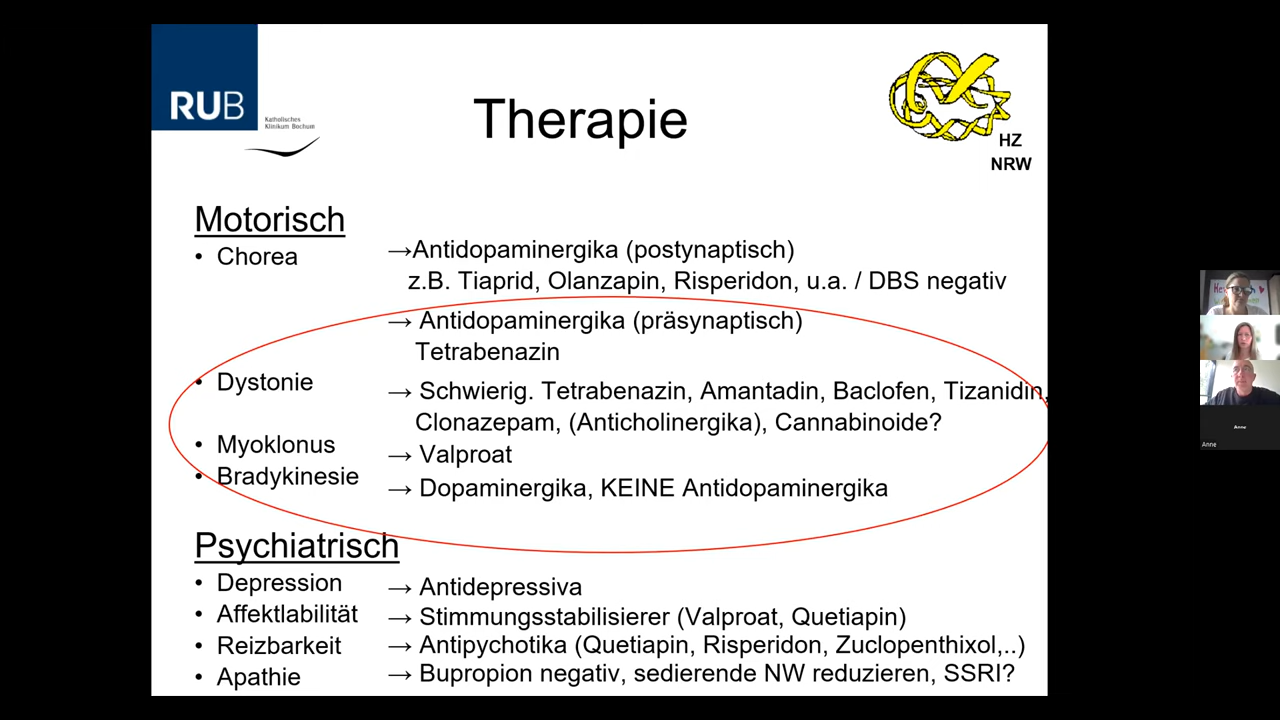 RUB
Katholisches
Klinikum Bochum
Therapie
HZ
NRW
Motorisch
• Chorea
→Antidopaminergika (postynaptisch)
z.B. Tiaprid, Olanzapin, Risperidon, u.a. / DBS negativ
→ Antidopaminergika (präsynaptisch)
Tetrabenazin
• Dystonie
→ Schwierig. Tetrabenazin, Amantadin, Baclofen, Tizanidin,
Clonazepam, (Anticholinergika), Cannabinoide?
• Myoklonus
→ Valproat
• Bradykinesie
→ Dopaminergika, KEINE Antidopaminergika
Psychiatrisch
• Depression
→ Antidepressiva
• Affektlabilität
→ Stimmungsstabilisierer (Valproat, Quetiapin)
• Reizbarkeit
→ Antipychotika (Quetiapin, Risperidon, Zuclopenthixol,..)
• Apathie
→ Bupropion negativ, sedierende NW reduzieren, SSRI?
Anne
Anne